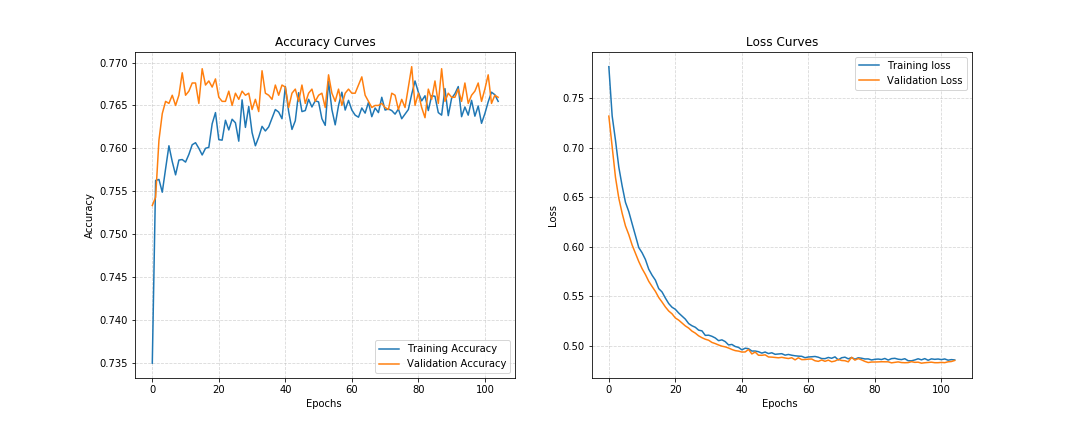 Accuracy Curves
Accuracy
0.770
0.765
0.760
0.755
0.750
0.745
0.740
0.735
Training Accuracy
Validation Accuracy
0 20 40 60 80 100
Epochs
Loss Curves
Loss
0.75
0.70
0.65
0.60
0.55
0.50
Training loss
Validation Loss
0 20 40 60 80 100
Epochs